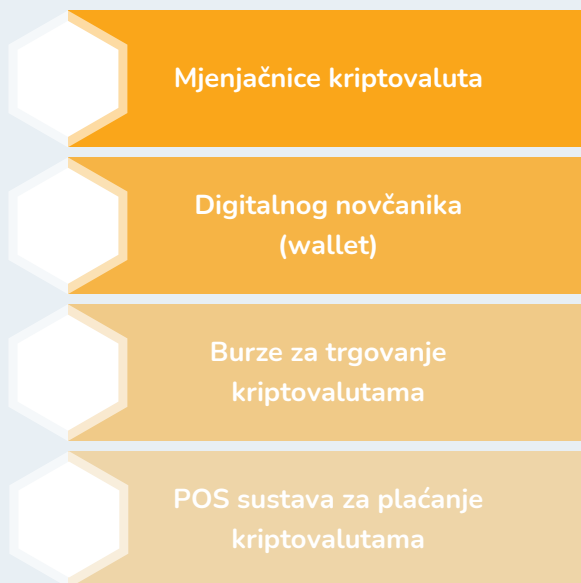 Mjenjačnice kriptovaluta
Digitalnog novčanika
(wallet)
Burze za trgovanje
kriptovalutama
POS sustava za plaćanje
kriptovalutama